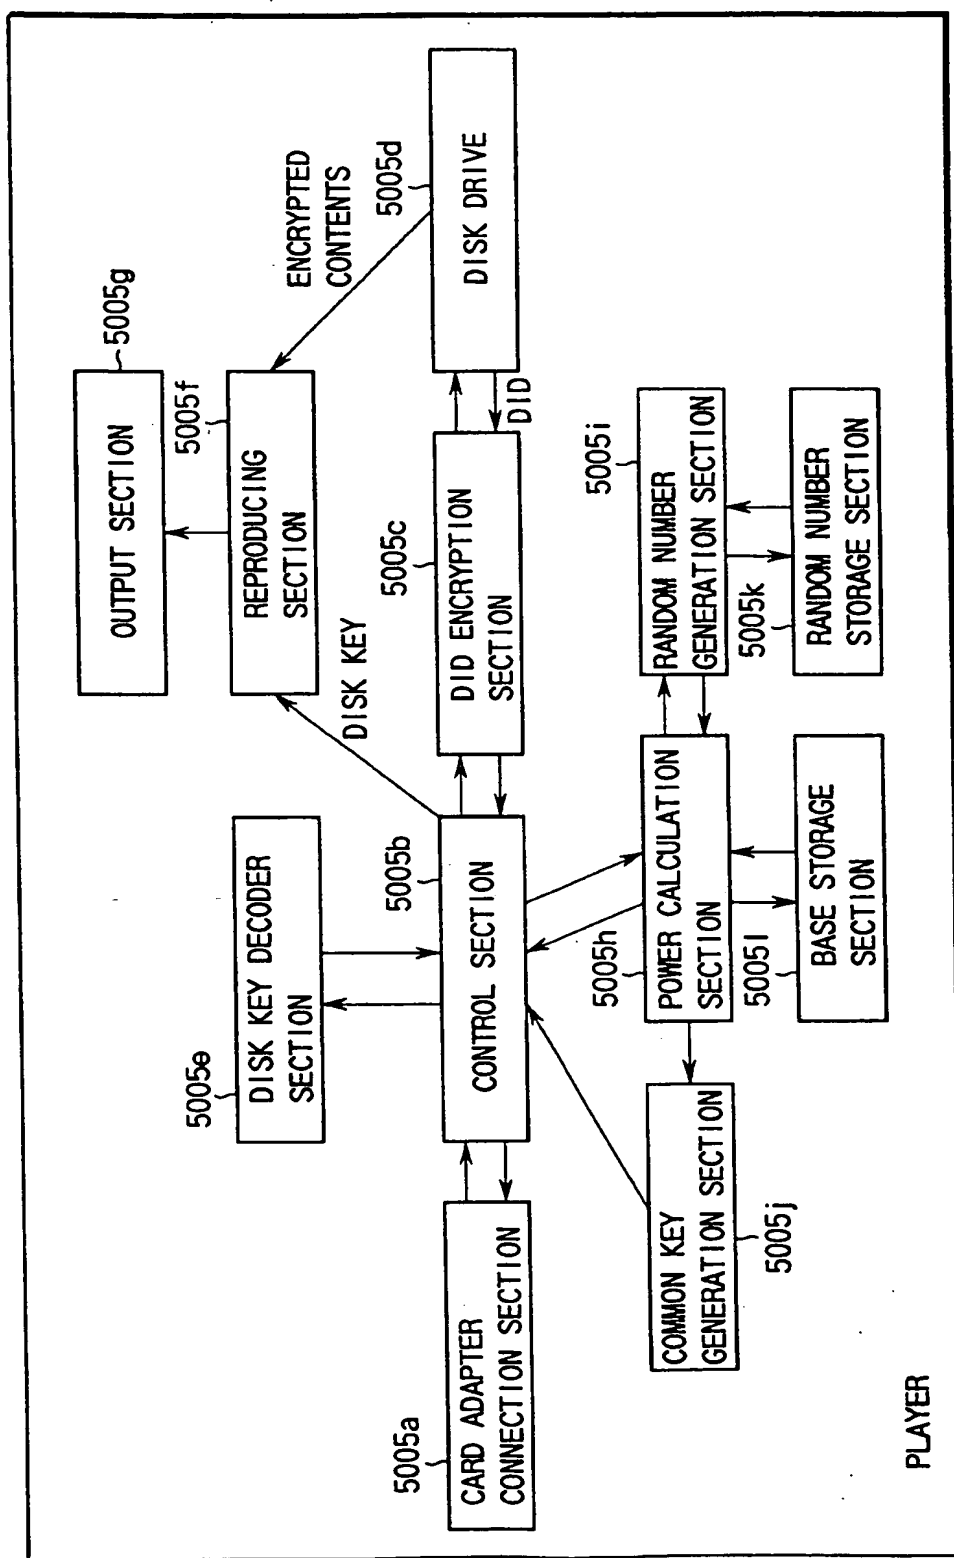 5005g
OUTPUT SECTION
5005f
REPRODUCING
SECTION
ENCRYPTED
CONTENTS
DISK KEY
5005e
DISK KEY DECODER
SECTION
5005a
CARD ADAPTER
CONNECTION SECTION
5005b
CONTROL SECTION
5005c
DID ENCRYPTION
SECTION
DID
5005d
DISK DRIVE
5005j
COMMON KEY
GENERATION SECTION
5005h
POWER CALCULATION
SECTION
5005i
RANDOM NUMBER
GENERATION SECTION
5005l
BASE STORAGE
SECTION
5005k
RANDOM NUMBER
STORAGE SECTION
PLAYER